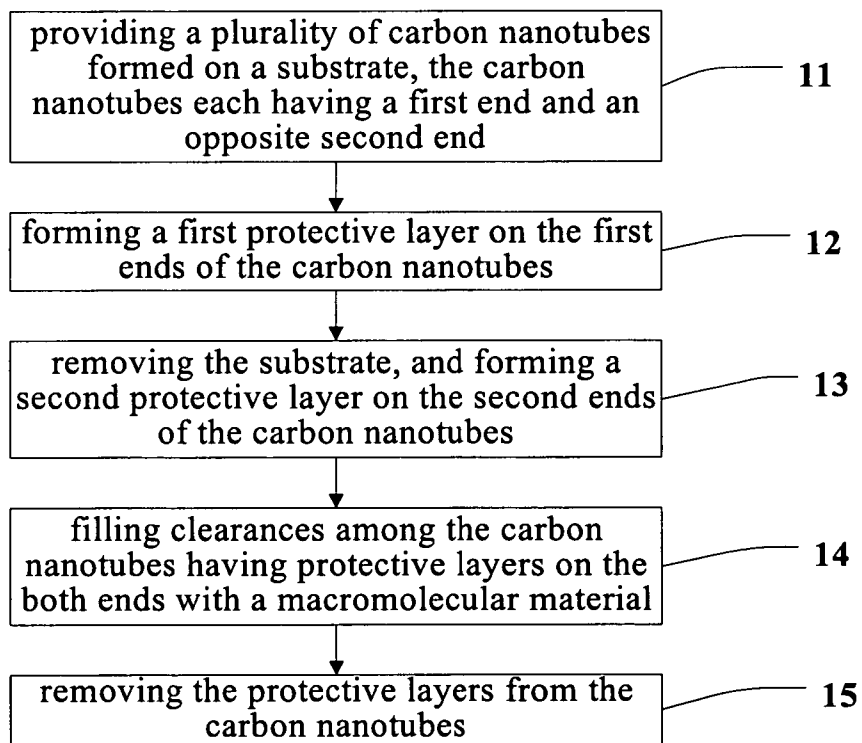 providing a plurality of carbon nanotubes
formed on a substrate, the carbon
nanotubes each having a first end and an
opposite second end
11
forming a first protective layer on the first
ends of the carbon nanotubes
12
removing the substrate, and forming a
second protective layer on the second ends
of the carbon nanotubes
13
filling clearances among the carbon
nanotubes having protective layers on the
both ends with a macromolecular material
14
removing the protective layers from the
carbon nanotubes
15